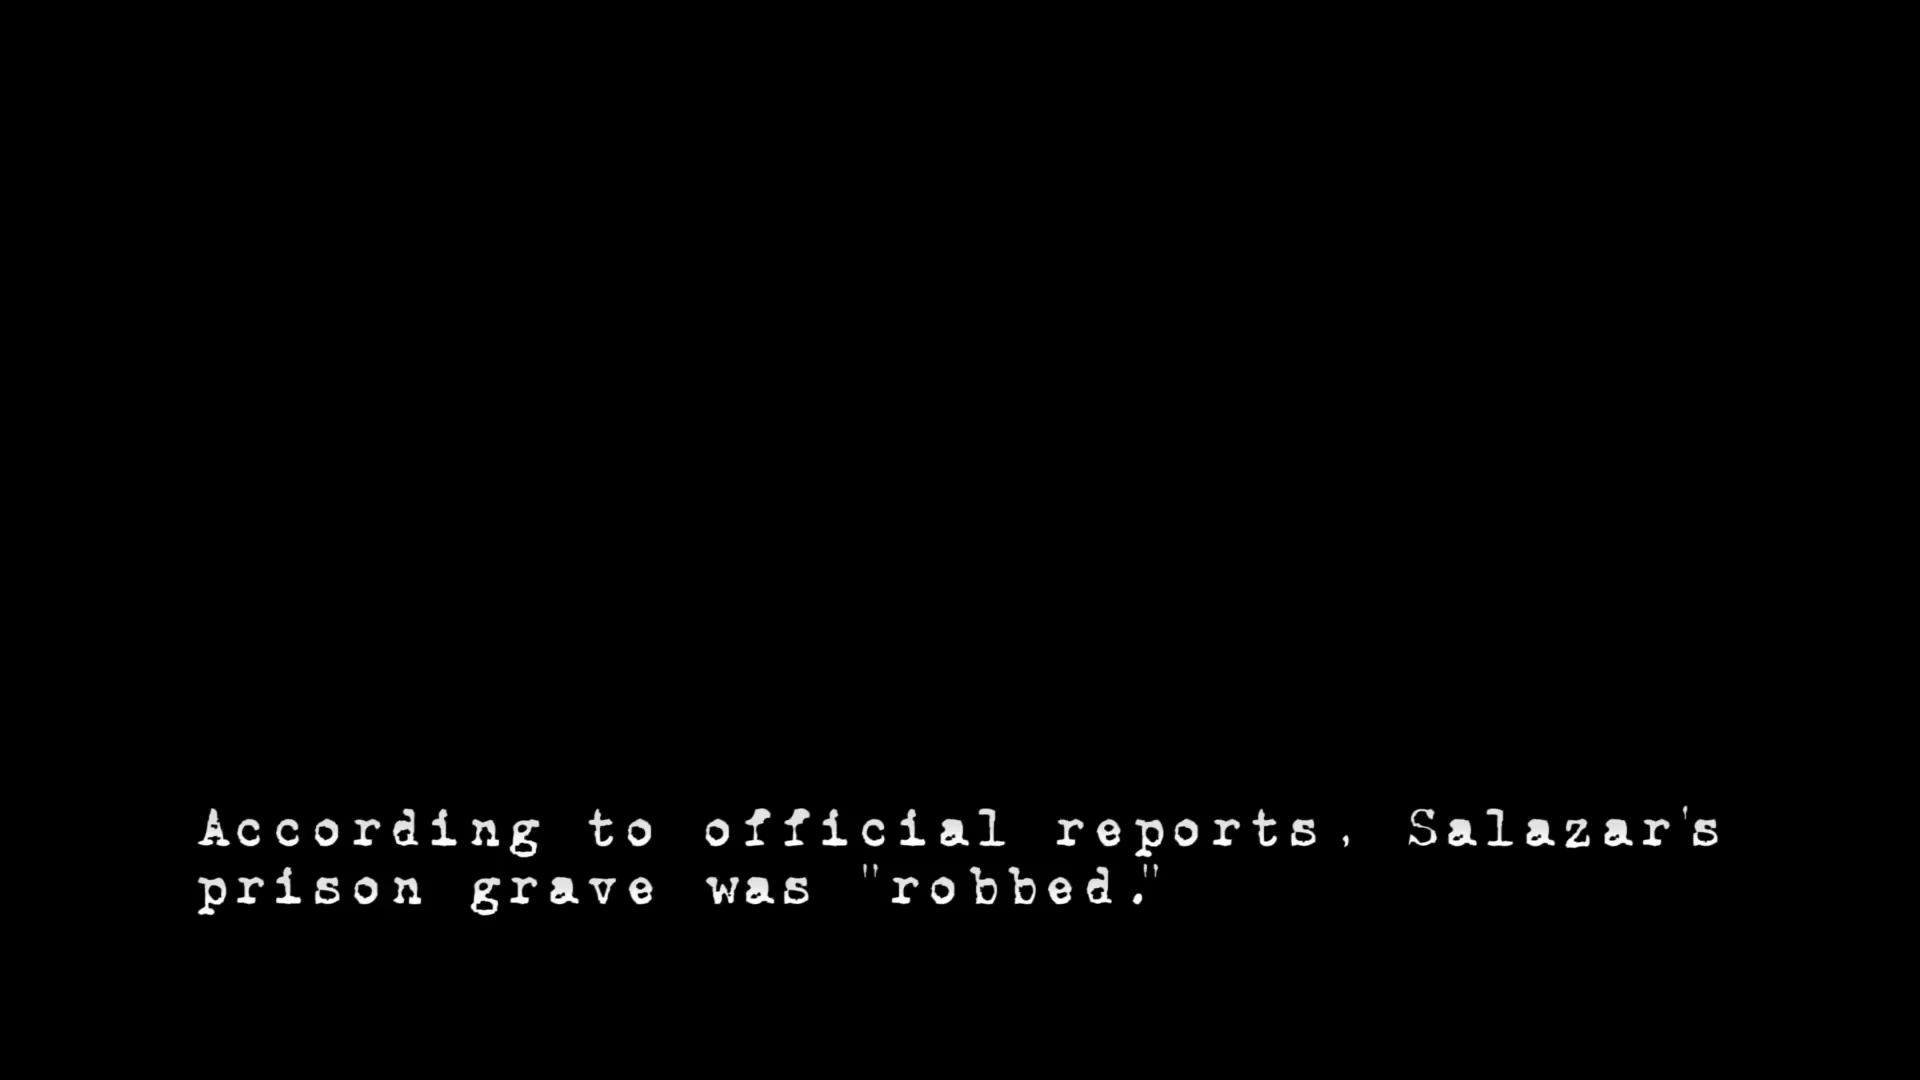 According to official reports, Salazar's
prison grave was "robbed."